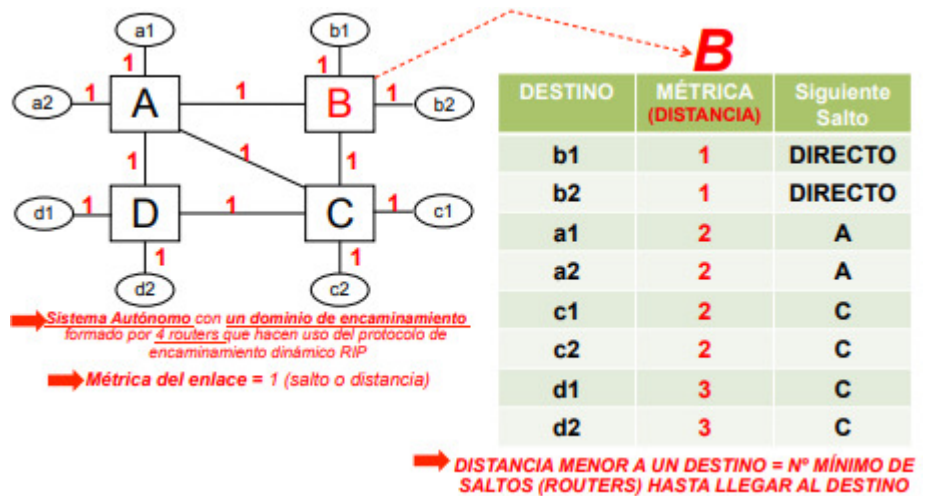 a1
b1
B
1
1
a2
1
A
1
B
1
b2
1
1
1
d1
1
D
1
C
1
c1
1
1
d2
c2
Sistema Autónomo con un dominio de encaminamiento
formado por 4 routers que hacen uso del protocolo de
encaminamiento dinámico RIP
Métrica del enlace = 1 (salto o distancia)
DESTINO MÉTRICA Siguiente
(DISTANCIA) Salto
b1 1 DIRECTO
b2 1 DIRECTO
a1 2 A
a2 2 A
c1 2 C
c2 2 C
d1 3 C
d2 3 C
DISTANCIA MENOR A UN DESTINO = Nº MÍNIMO DE
SALTOS (ROUTERS) HASTA LLEGAR AL DESTINO